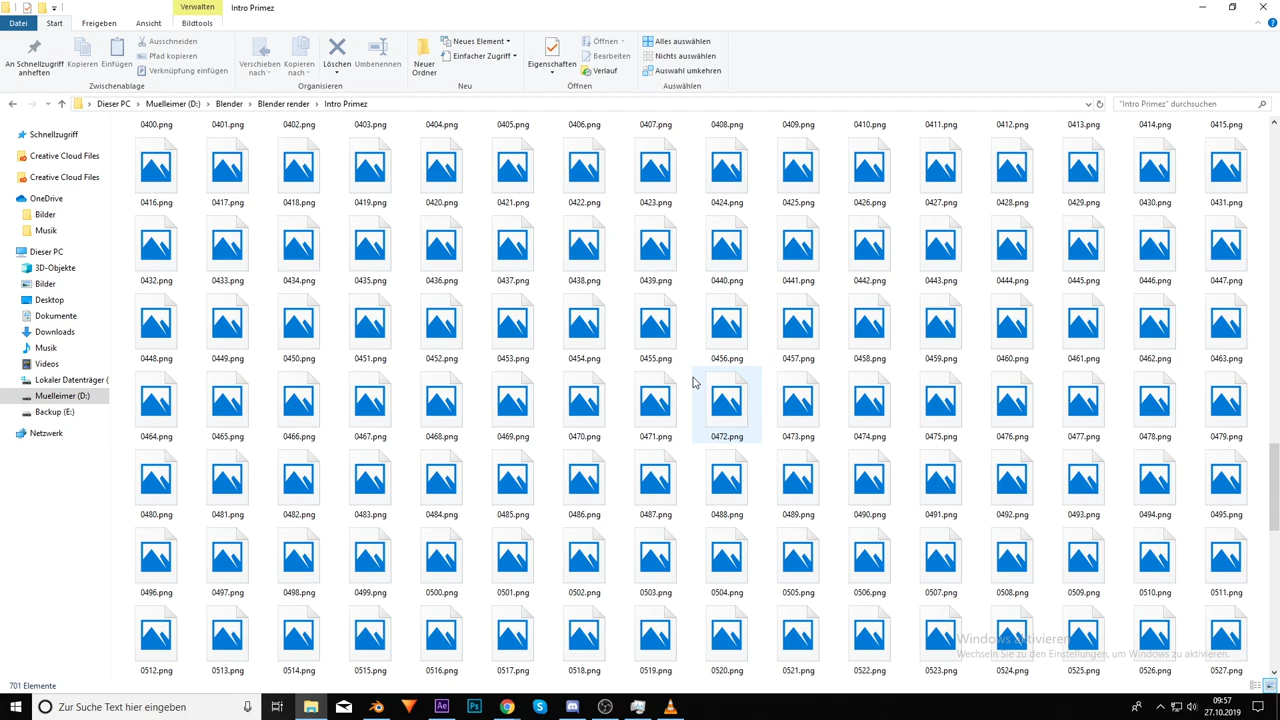 Verwalten
Intro Primez
Datei Start Freigeben Ansicht Bildtools
An Schnellzugriff anheften
Kopieren
Einfügen
Ausschneiden
Pfad kopieren
Verknüpfung einfügen
Zwischenablage
Verschieben nach
Kopieren nach
Löschen
Umbenennen
Organisieren
Neuer Ordner
Neues Element
Einfacher Zugriff
Neu
Eigenschaften
Öffnen
Bearbeiten
Verlauf
Öffnen
Alles auswählen
Nichts auswählen
Auswahl umkehren
Auswählen
Dieser PC Muelleimer (D:) Blender Blender render Intro Primez
"Intro Primez" durchsuchen
Schnellzugriff
Creative Cloud Files
Creative Cloud Files
OneDrive
Bilder
Musik
Dieser PC
3D-Objekte
Bilder
Desktop
Dokumente
Downloads
Musik
Videos
Lokaler Datenträger (
Muelleimer (D:)
Backup (E:)
Netzwerk
0400.png 0401.png 0402.png 0403.png 0404.png 0405.png 0406.png 0407.png 0408.png 0409.png 0410.png 0411.png 0412.png 0413.png 0414.png 0415.png
0416.png 0417.png 0418.png 0419.png 0420.png 0421.png 0422.png 0423.png 0424.png 0425.png 0426.png 0427.png 0428.png 0429.png 0430.png 0431.png
0432.png 0433.png 0434.png 0435.png 0436.png 0437.png 0438.png 0439.png 0440.png 0441.png 0442.png 0443.png 0444.png 0445.png 0446.png 0447.png
0448.png 0449.png 0450.png 0451.png 0452.png 0453.png 0454.png 0455.png 0456.png 0457.png 0458.png 0459.png 0460.png 0461.png 0462.png 0463.png
0464.png 0465.png 0466.png 0467.png 0468.png 0469.png 0470.png 0471.png 0472.png 0473.png 0474.png 0475.png 0476.png 0477.png 0478.png 0479.png
0480.png 0481.png 0482.png 0483.png 0484.png 0485.png 0486.png 0487.png 0488.png 0489.png 0490.png 0491.png 0492.png 0493.png 0494.png 0495.png
0496.png 0497.png 0498.png 0499.png 0500.png 0501.png 0502.png 0503.png 0504.png 0505.png 0506.png 0507.png 0508.png 0509.png 0510.png 0511.png
0512.png 0513.png 0514.png 0515.png 0516.png 0517.png 0518.png 0519.png 0520.png 0521.png 0522.png 0523.png 0524.png 0525.png 0526.png 0527.png
Windows aktivieren
Wechseln Sie zu den Einstellungen, um Windows zu aktivieren.
701 Elemente
Zur Suche Text hier eingeben
Ae
Ps
09:57
27.10.2019